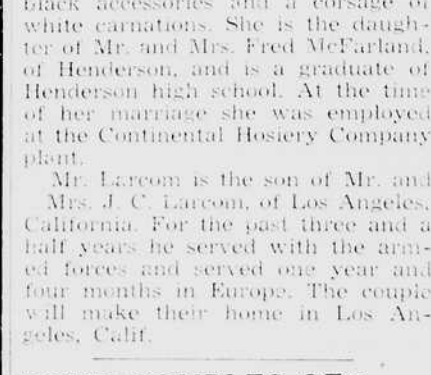 black accessories and a corsage of
white carnations. She is the daugh-
ter of Mr. and Mrs. Fred McFarland,
of Henderson, and is a graduate of
Henderson high school. At the time
of her marriage she was employed
at the Continental Hosiery Company
plant.
Mr. Larcom is the son of Mr. and
Mrs. J. C. Larcom, of Los Angeles,
California. For the past three and a
half years he served with the arm-
ed forces and served one year and
four months in Europe. The couple
will make their home in Los An-
geles, Calif.